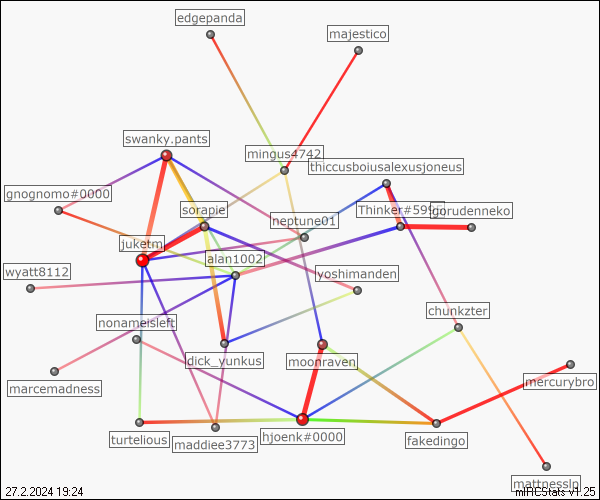 edgepanda
majestico
swanky.pants
mingus4742
thiccusboiusalexusjoneus
gnognomo#0000
sorapie
neptune01
Thinker#5995
gorudenneko
juketm
alan1002
wyatt8112
yoshimanden
nonameisleft
chunkzter
dick_yunkus
moonraven
marcemadness
mercurybro
turtelious
maddiee3773
hjoenk#0000
fakedingo
mattpesslp
27.2.2024 19:24
mIRCStats v1.25